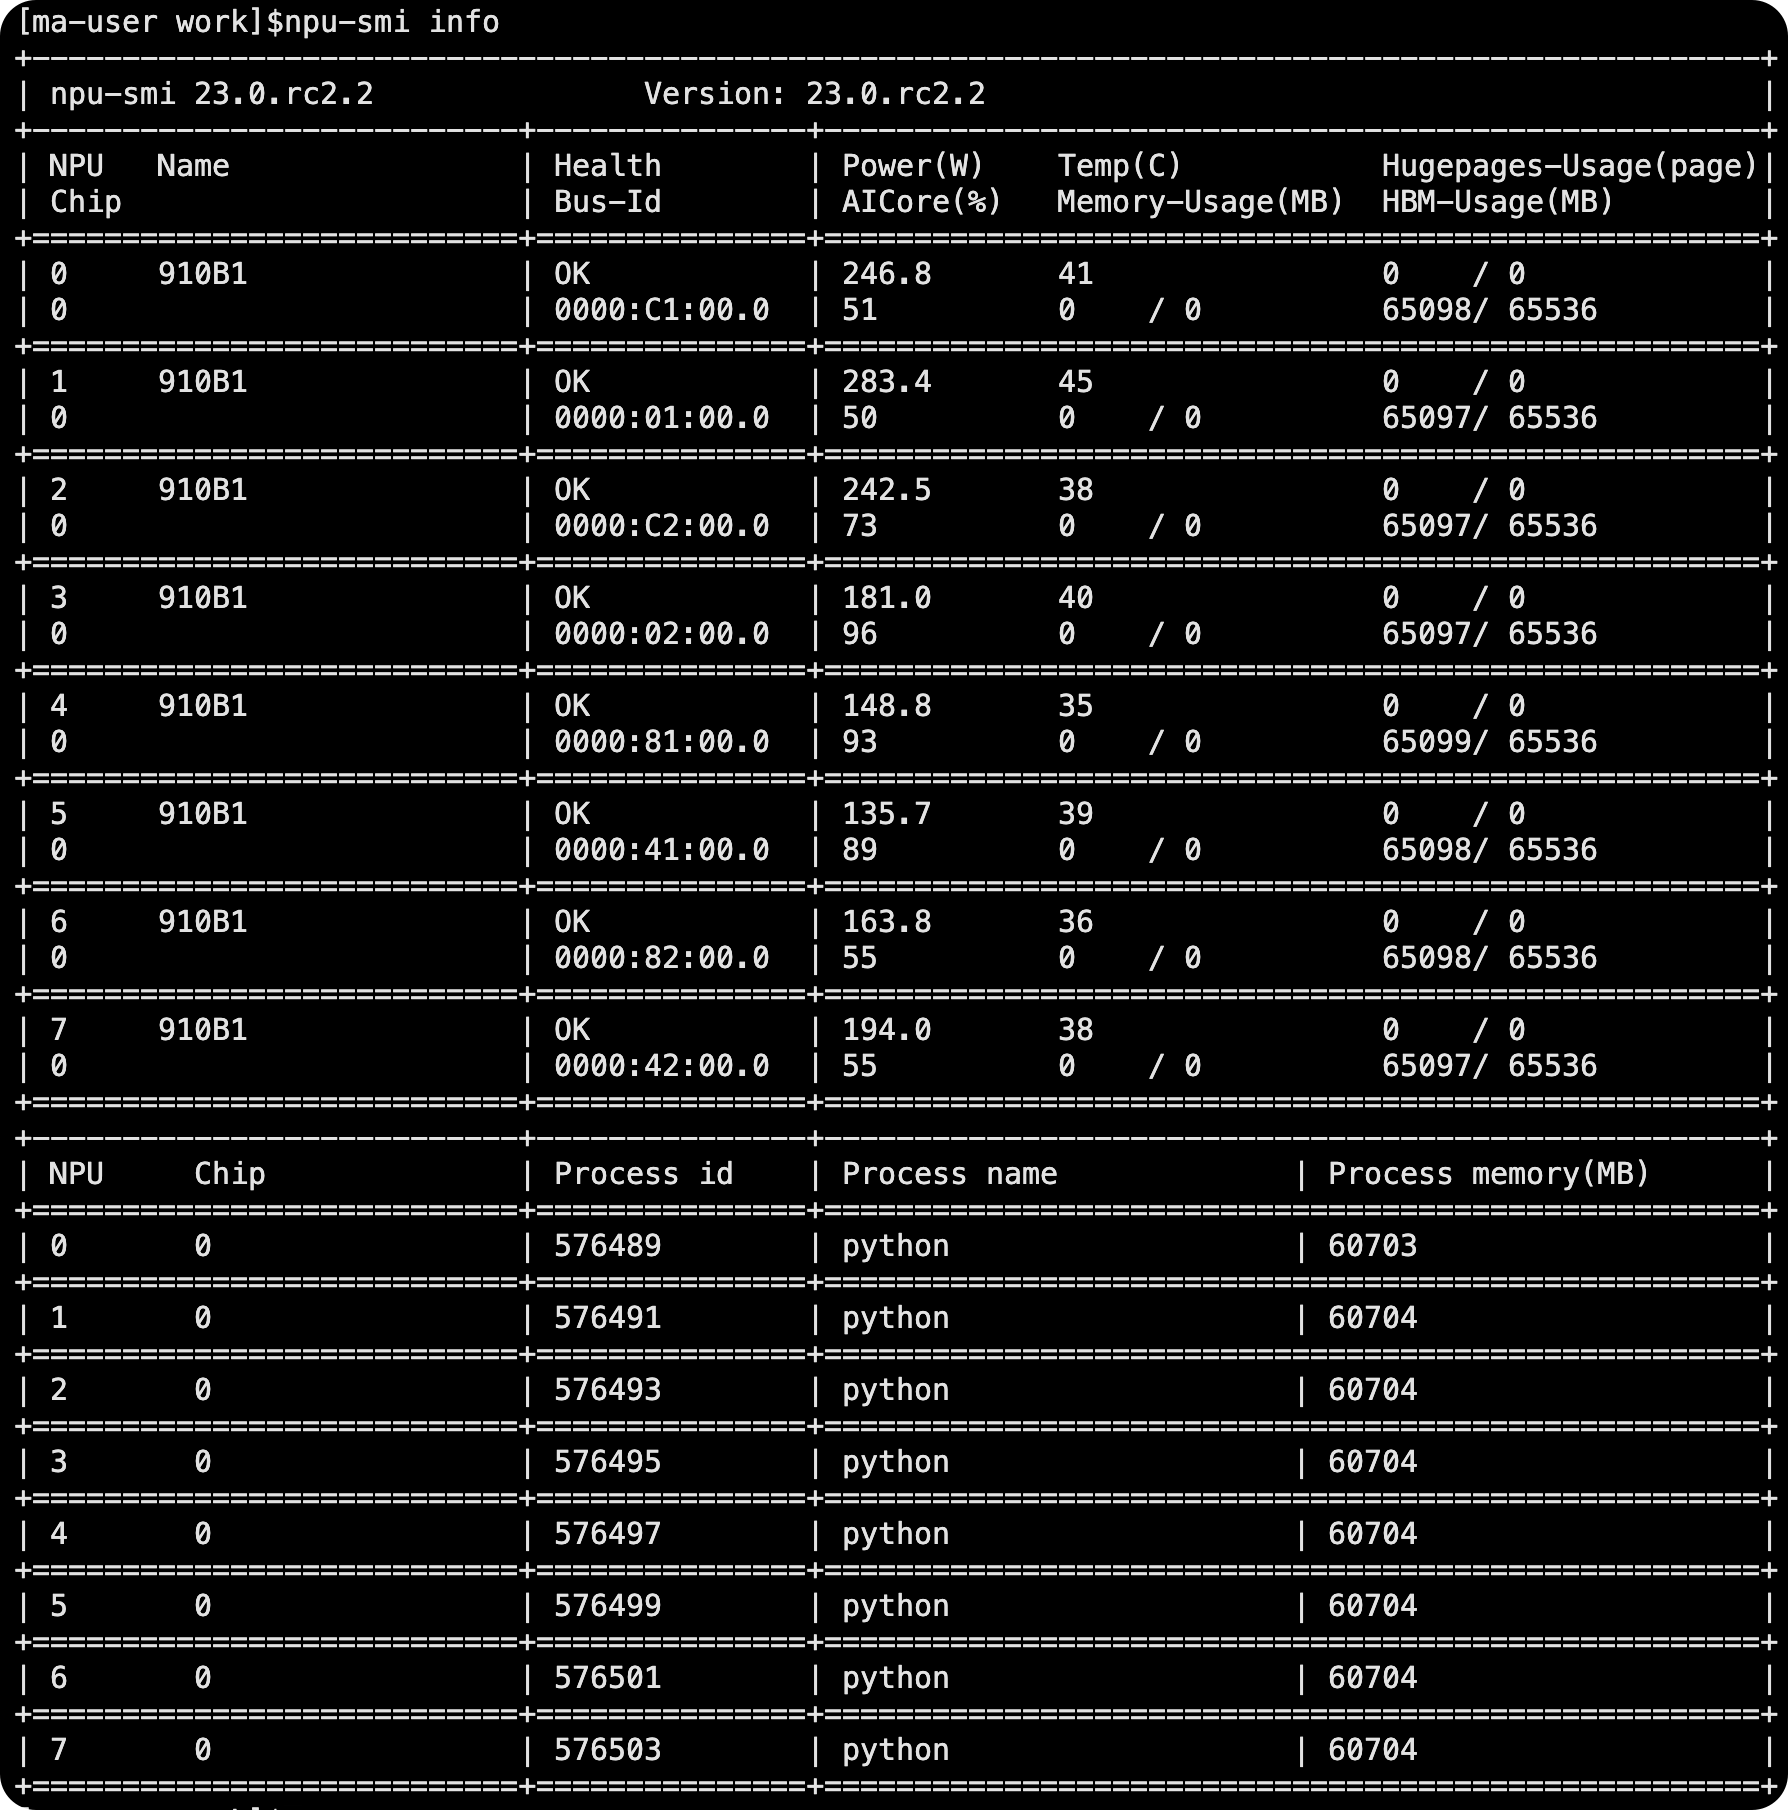 [ma-user work]$npu-smi info
+------------------------------------------------------------------------------------------------+
| npu-smi 23.0.rc2.2               Version: 23.0.rc2.2                                           |
+---------------------------+---------------+----------------------------------------------------+
| NPU   Name                | Health        | Power(W)    Temp(C)           Hugepages-Usage(page)|
| Chip                      | Bus-Id        | AICore(%)   Memory-Usage(MB)  HBM-Usage(MB)        |
+===========================+===============+====================================================+
| 0     910B1               | OK            | 246.8       41                0    / 0             |
| 0                         | 0000:C1:00.0  | 51          0    / 0          65098/ 65536         |
+===========================+===============+====================================================+
| 1     910B1               | OK            | 283.4       45                0    / 0             |
| 0                         | 0000:01:00.0  | 50          0    / 0          65097/ 65536         |
+===========================+===============+====================================================+
| 2     910B1               | OK            | 242.5       38                0    / 0             |
| 0                         | 0000:C2:00.0  | 73          0    / 0          65097/ 65536         |
+===========================+===============+====================================================+
| 3     910B1               | OK            | 181.0       40                0    / 0             |
| 0                         | 0000:02:00.0  | 96          0    / 0          65097/ 65536         |
+===========================+===============+====================================================+
| 4     910B1               | OK            | 148.8       35                0    / 0             |
| 0                         | 0000:81:00.0  | 93          0    / 0          65099/ 65536         |
+===========================+===============+====================================================+
| 5     910B1               | OK            | 135.7       39                0    / 0             |
| 0                         | 0000:41:00.0  | 89          0    / 0          65098/ 65536         |
+===========================+===============+====================================================+
| 6     910B1               | OK            | 163.8       36                0    / 0             |
| 0                         | 0000:82:00.0  | 55          0    / 0          65098/ 65536         |
+===========================+===============+====================================================+
| 7     910B1               | OK            | 194.0       38                0    / 0             |
| 0                         | 0000:42:00.0  | 55          0    / 0          65097/ 65536         |
+===========================+===============+====================================================+
+---------------------------+---------------+----------------------------------------------------+
| NPU     Chip              | Process id    | Process name             | Process memory(MB)      |
+===========================+===============+====================================================+
| 0       0                 | 576489        | python                   | 60703                   |
+===========================+===============+====================================================+
| 1       0                 | 576491        | python                   | 60704                   |
+===========================+===============+====================================================+
| 2       0                 | 576493        | python                   | 60704                   |
+===========================+===============+====================================================+
| 3       0                 | 576495        | python                   | 60704                   |
+===========================+===============+====================================================+
| 4       0                 | 576497        | python                   | 60704                   |
+===========================+===============+====================================================+
| 5       0                 | 576499        | python                   | 60704                   |
+===========================+===============+====================================================+
| 6       0                 | 576501        | python                   | 60704                   |
+===========================+===============+====================================================+
| 7       0                 | 576503        | python                   | 60704                   |
+===========================+===============+====================================================+